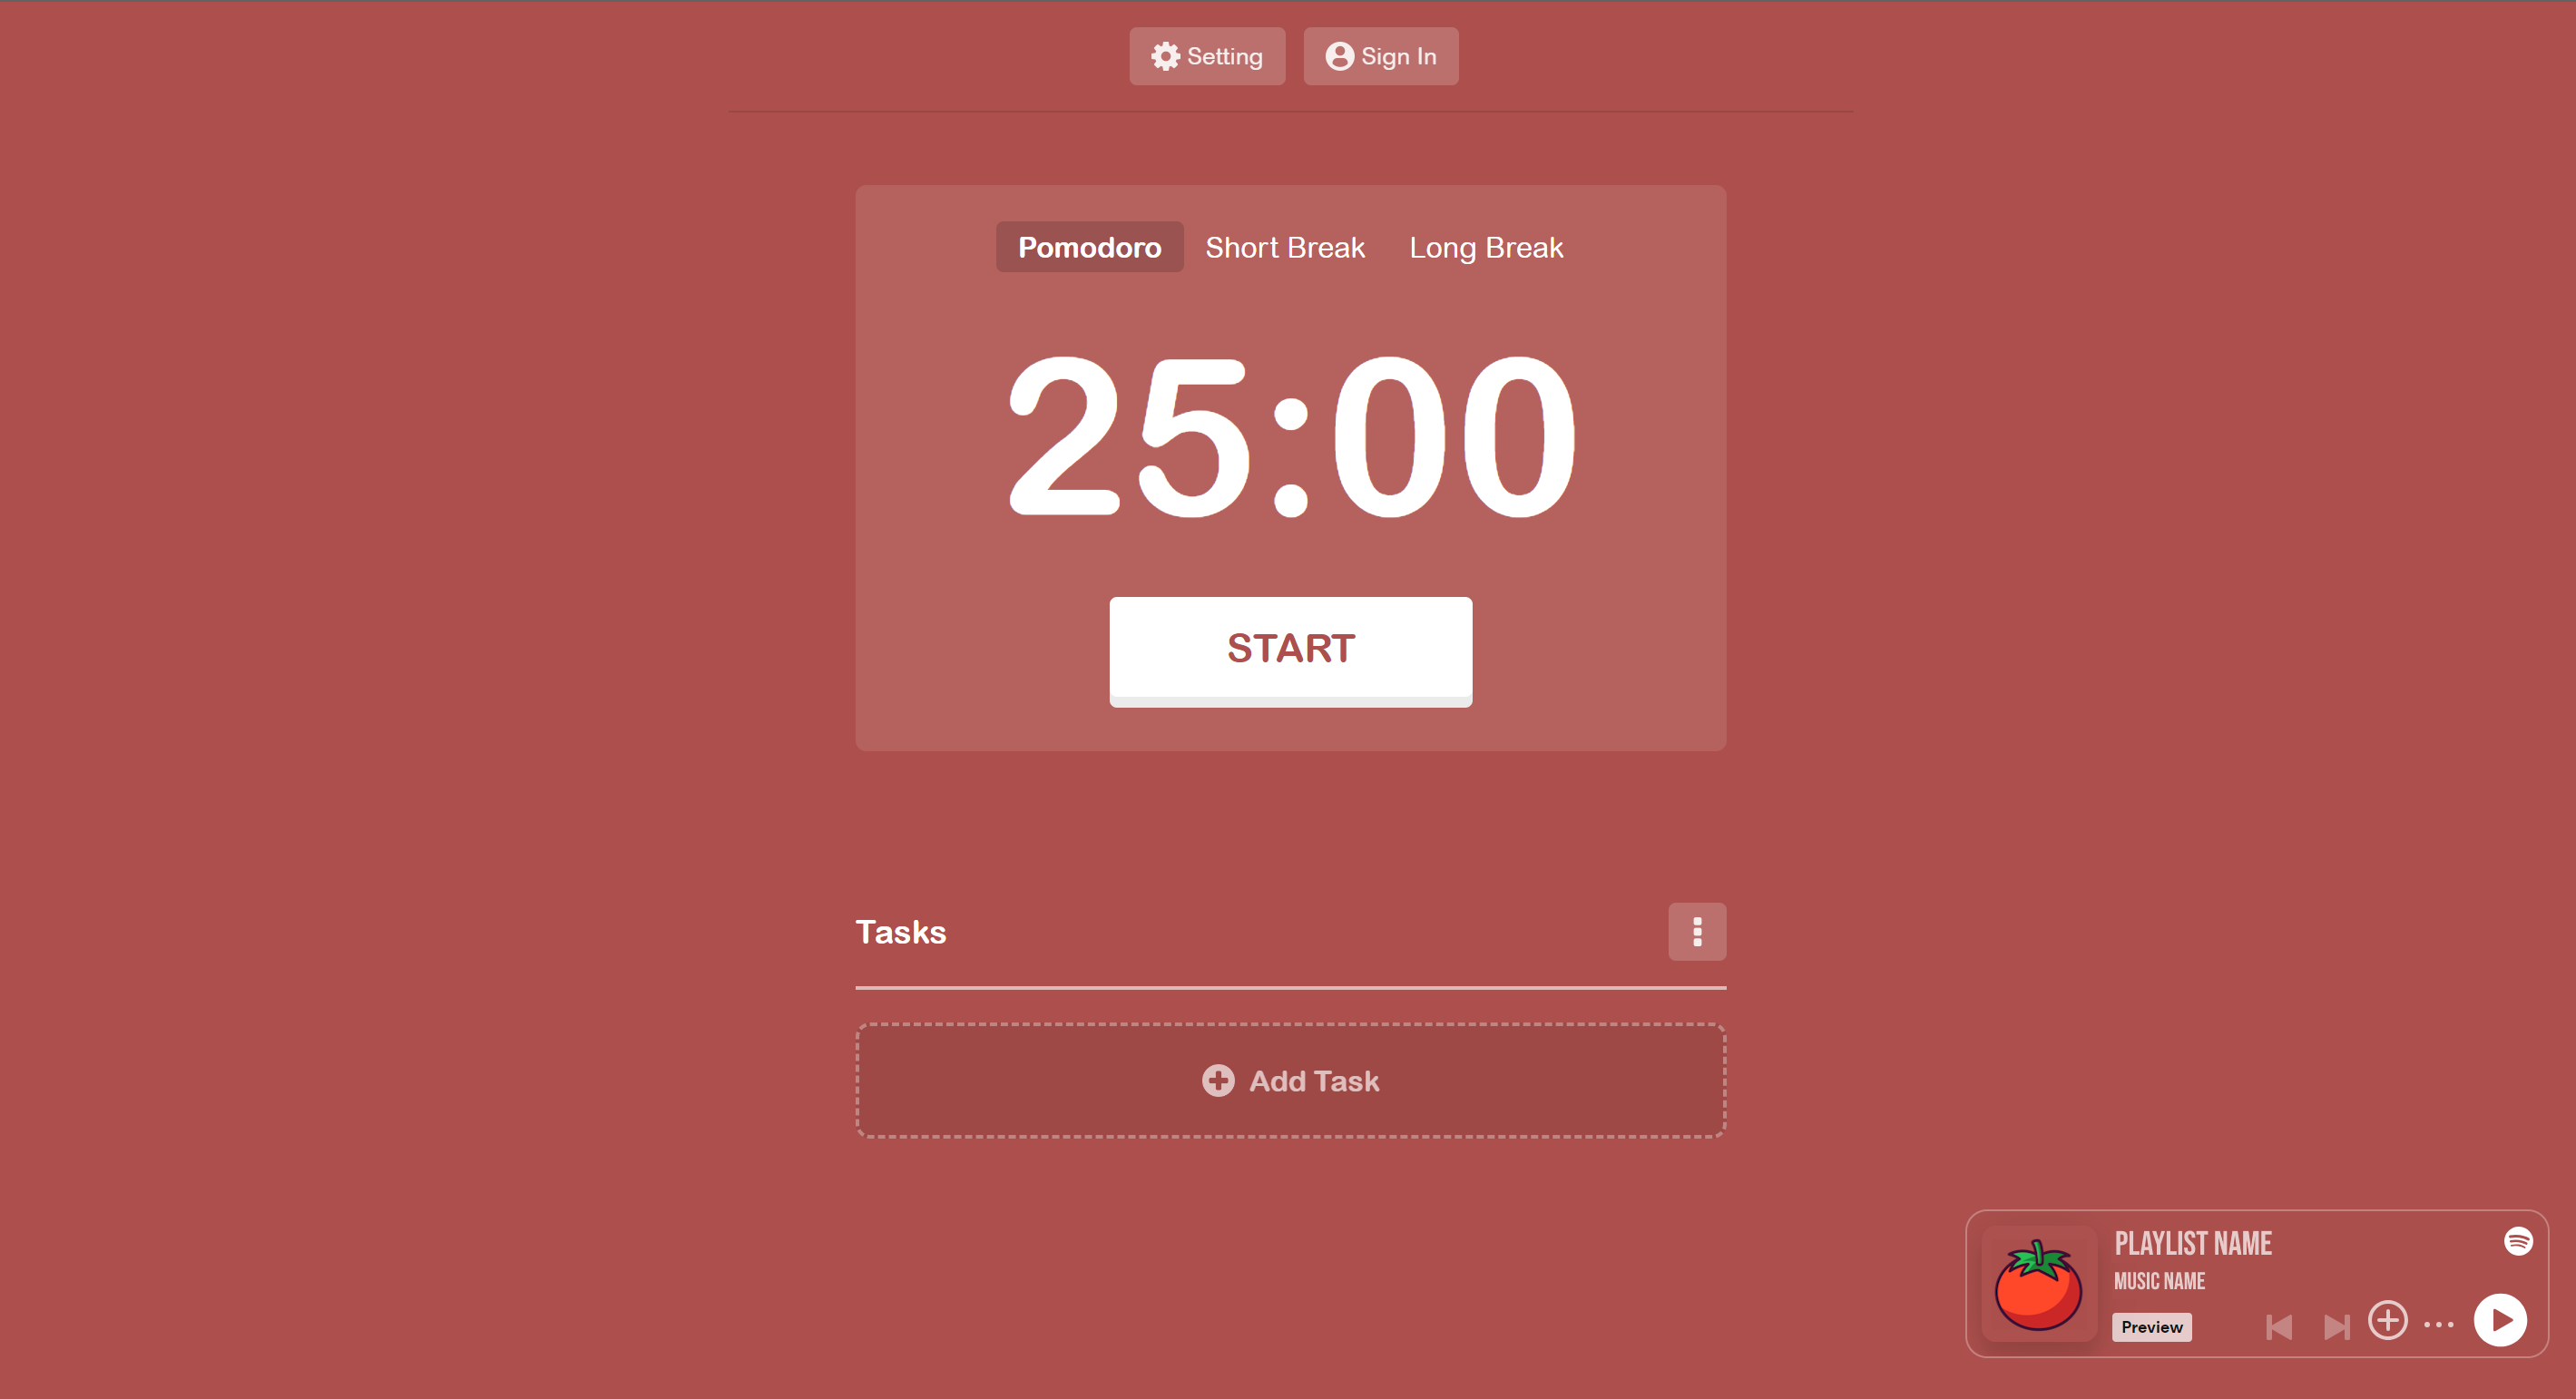 Setting Sign In
Pomodoro Short Break Long Break
25:00
START
Tasks
Add Task
PLAYLIST NAME
MUSIC NAME
Preview